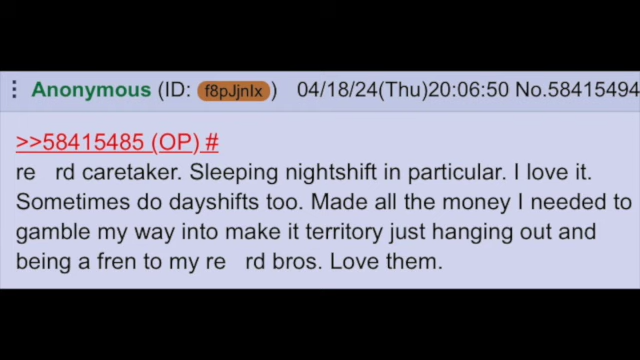 Anonymous (ID: f8pJjnIx) 04/18/24(Thu)20:06:50 No.58415494
>>58415485 (OP) #
re rd caretaker. Sleeping nightshift in particular. I love it.
Sometimes do dayshifts too. Made all the money I needed to
gamble my way into make it territory just hanging out and
being a fren to my re rd bros. Love them.